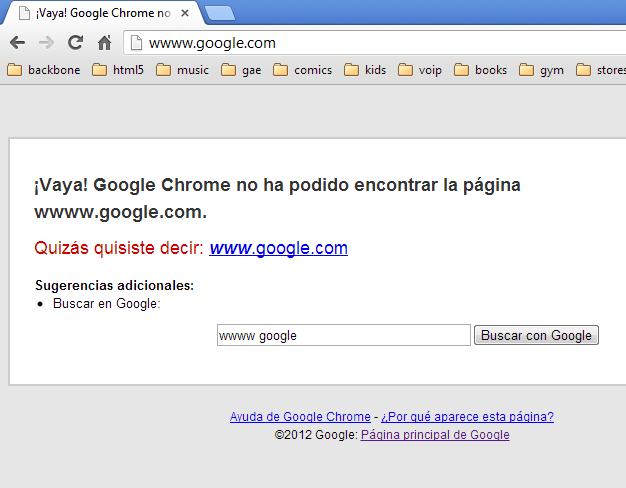 ¡Vaya! Google Chrome no
wwww.google.com
backbone html5 music gae comics kids voip books gym stores
¡Vaya! Google Chrome no ha podido encontrar la página
wwww.google.com.
Quizás quisiste decir: www.google.com
Sugerencias adicionales:
• Buscar en Google:
wwww google Buscar con Google
Ayuda de Google Chrome - ¿Por qué aparece esta página?
©2012 Google: Página principal de Google